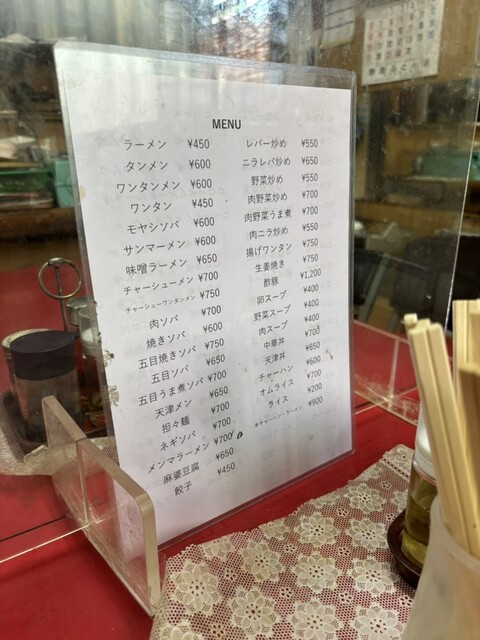 MENU
ラーメン ¥450
タンメン ¥600
ワンタンメン ¥600
ワンタン ¥450
モヤシソバ ¥600
サンマーメン ¥600
味噌ラーメン ¥650
チャーシューメン ¥700
チャーシューワンタンメン ¥750
肉ソバ ¥700
焼きソバ ¥600
五目焼きソバ ¥750
五目ソバ ¥650
五目うま煮ソバ ¥700
天津メン ¥650
担々麺 ¥700
ネギソバ ¥700
メンマラーメン ¥700
麻婆豆腐 ¥650
餃子 ¥450
レバー炒め ¥550
ニラレバ炒め ¥650
野菜炒め ¥550
肉野菜炒め ¥700
肉野菜うま煮 ¥700
肉ニラ炒め ¥550
揚げワンタン ¥750
生姜焼き ¥750
酢豚 ¥1,200
卵スープ ¥400
野菜スープ ¥400
肉スープ ¥400
中華丼 ¥700
天津丼 ¥650
チャーハン ¥600
オムライス ¥700
ライス ¥200
半チャーハン・ラーメン ¥900